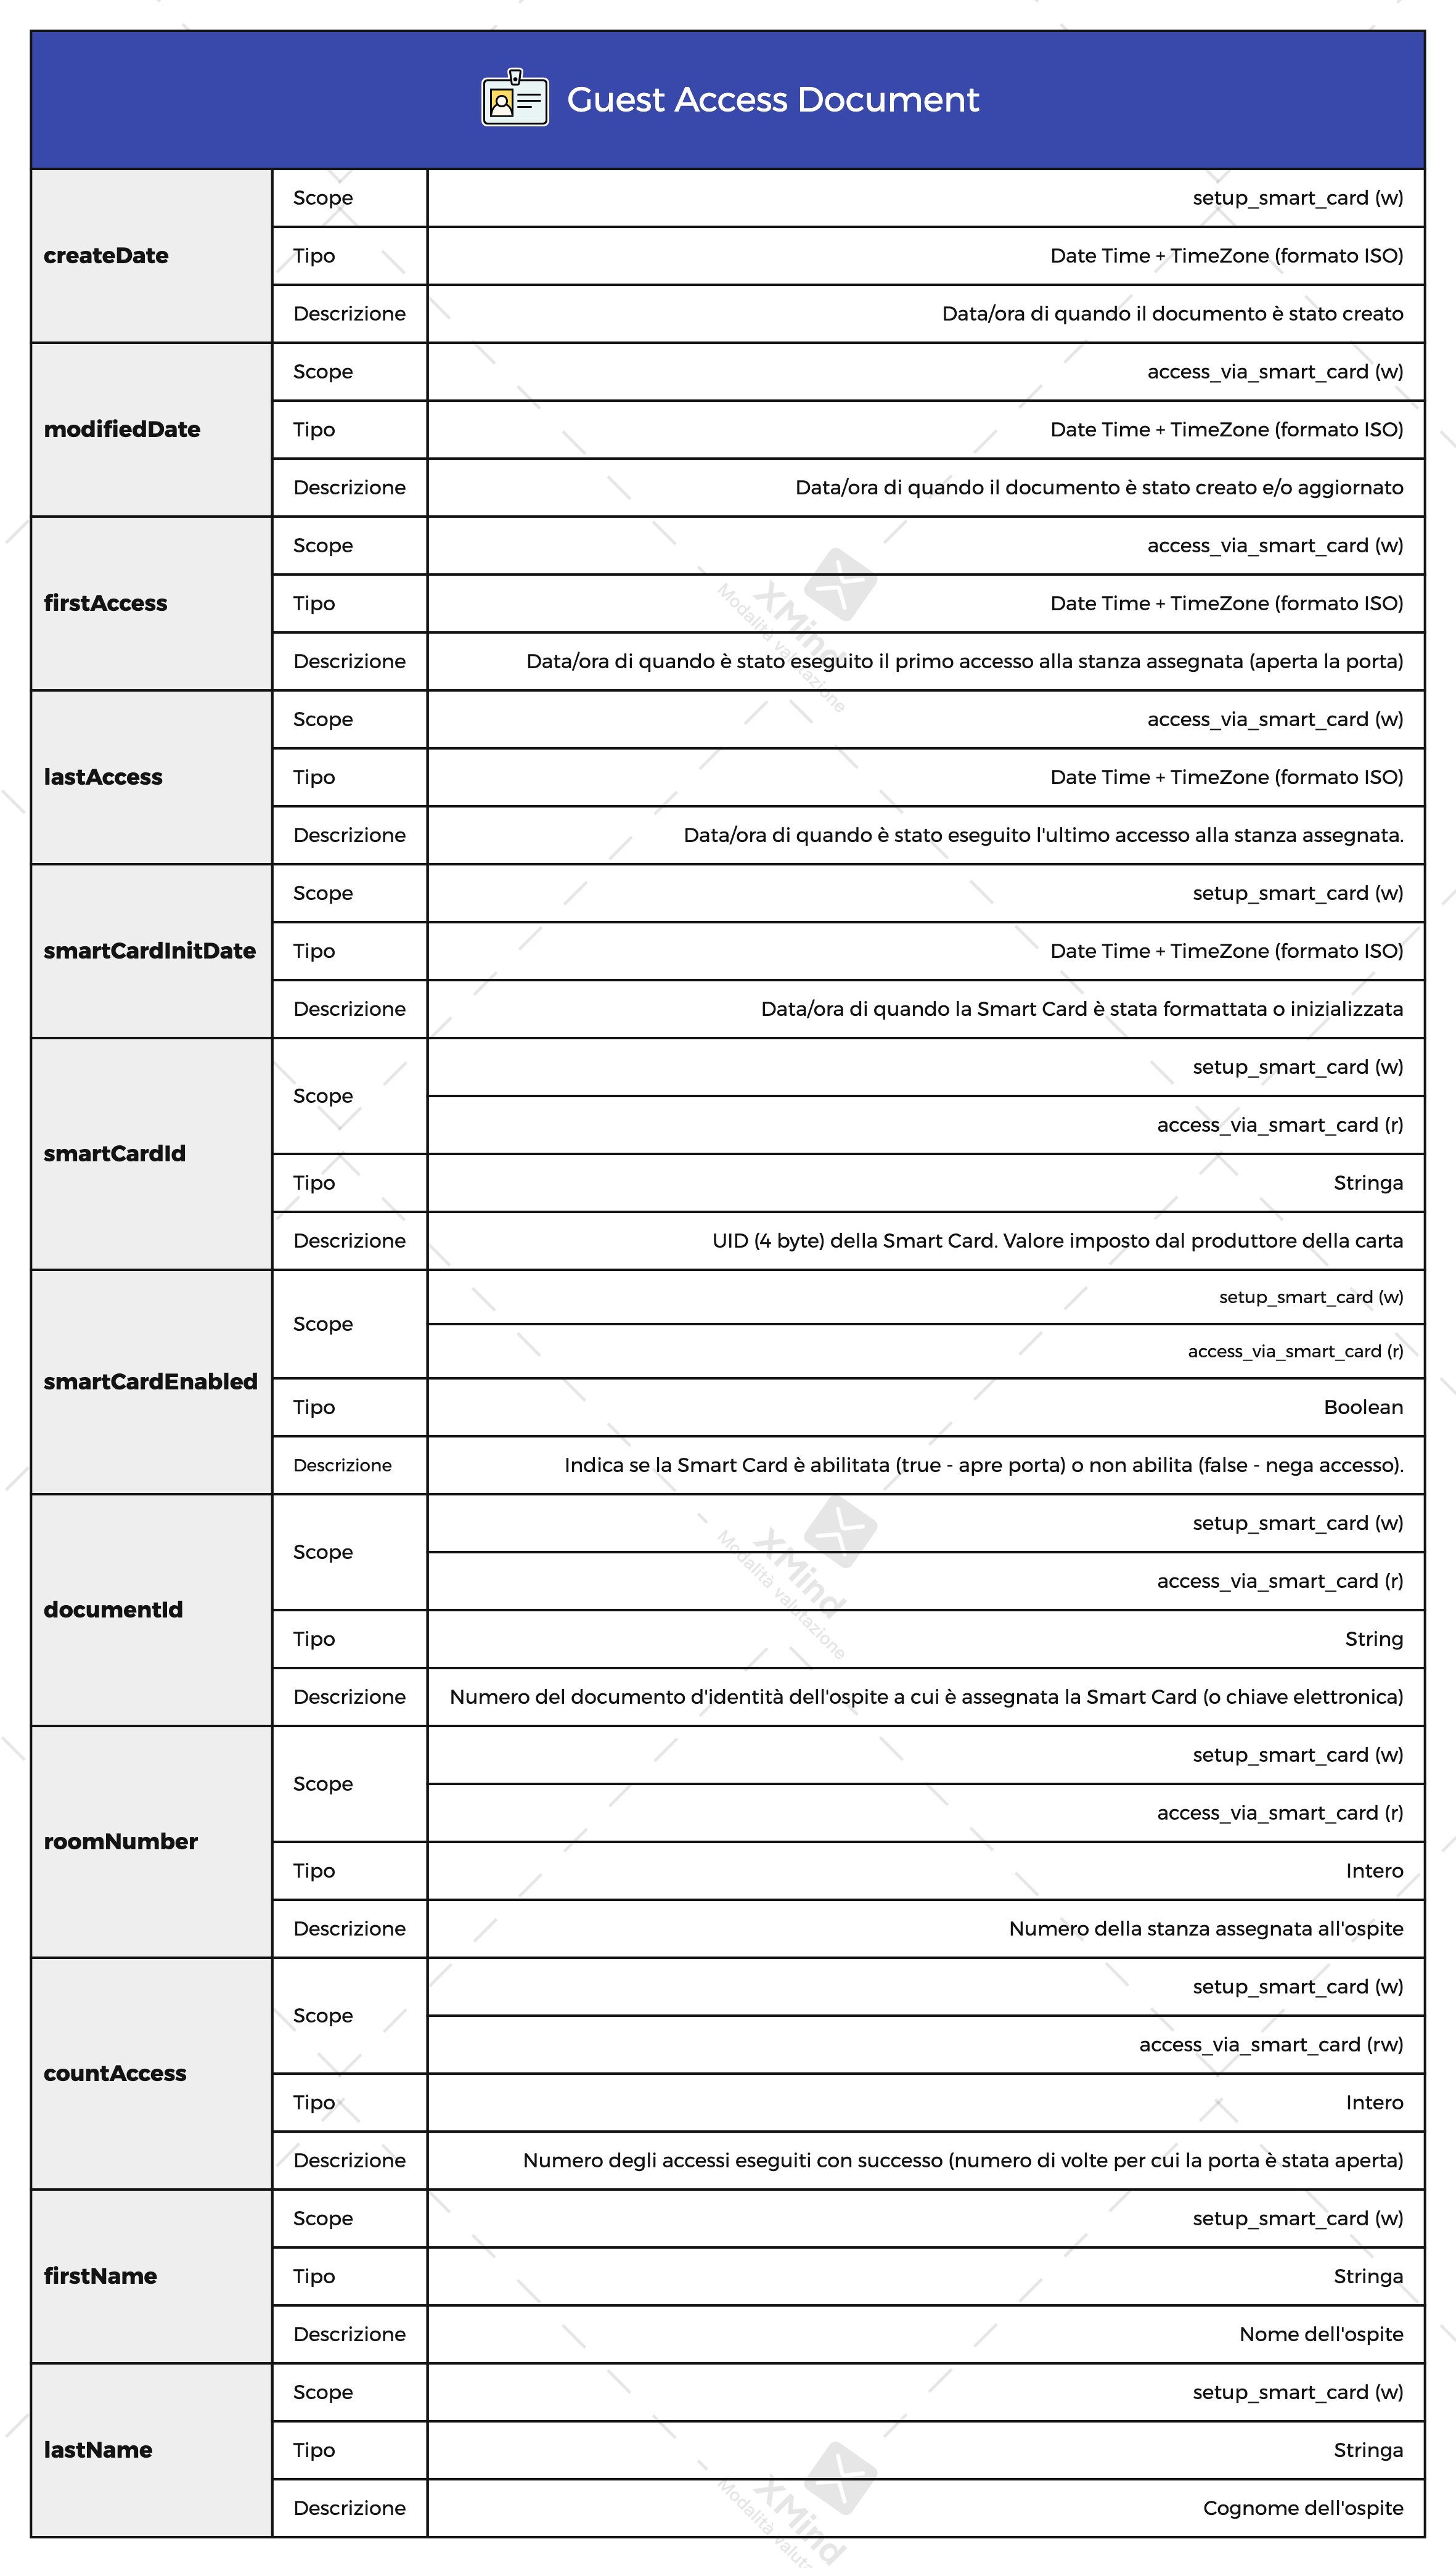 Guest Access Document
createDate
Scope
setup_smart_card (w)
Tipo
Date Time + TimeZone (formato ISO)
Descrizione
Data/ora di quando il documento è stato creato
modifiedDate
Scope
access_via_smart_card (w)
Tipo
Date Time + TimeZone (formato ISO)
Descrizione
Data/ora di quando il documento è stato creato e/o aggiornato
firstAccess
Scope
access_via_smart_card (w)
Tipo
Date Time + TimeZone (formato ISO)
Descrizione
Data/ora di quando è stato eseguito il primo accesso alla stanza assegnata (aperta la porta)
XMind
Modalità valutazione
lastAccess
Scope
access_via_smart_card (w)
Tipo
Date Time + TimeZone (formato ISO)
Descrizione
Data/ora di quando è stato eseguito l'ultimo accesso alla stanza assegnata.
smartCardInitDate
Scope
setup_smart_card (w)
Tipo
Date Time + TimeZone (formato ISO)
Descrizione
Data/ora di quando la Smart Card è stata formattata o inizializzata
smartCardId
Scope
setup_smart_card (w)
access_via_smart_card (r)
Tipo
Stringa
Descrizione
UID (4 byte) della Smart Card. Valore imposto dal produttore della carta
smartCardEnabled
Scope
setup_smart_card (w)
access_via_smart_card (r)
Tipo
Boolean
Descrizione
Indica se la Smart Card è abilitata (true - apre porta) o non abilita (false - nega accesso).
documentId
Scope
setup_smart_card (w)
access_via_smart_card (r)
Tipo
String
Descrizione
Numero del documento d'identità dell'ospite a cui è assegnata la Smart Card (o chiave elettronica)
XMind
Modalità valutazione
roomNumber
Scope
setup_smart_card (w)
access_via_smart_card (r)
Tipo
Intero
Descrizione
Numero della stanza assegnata all'ospite
countAccess
Scope
setup_smart_card (w)
access_via_smart_card (rw)
Tipo
Intero
Descrizione
Numero degli accessi eseguiti con successo (numero di volte per cui la porta è stata aperta)
firstName
Scope
setup_smart_card (w)
Tipo
Stringa
Descrizione
Nome dell'ospite
lastName
Scope
setup_smart_card (w)
Tipo
Stringa
Descrizione
Cognome dell'ospite
XMind
Modalità